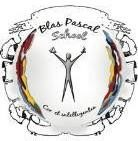 Blas Pascal
School
Cor et intelligentia